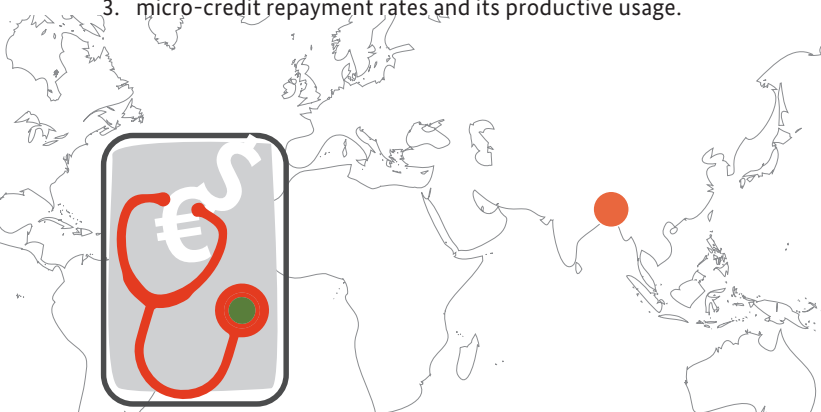 3. micro-credit repayment rates and its productive usage.
€
$